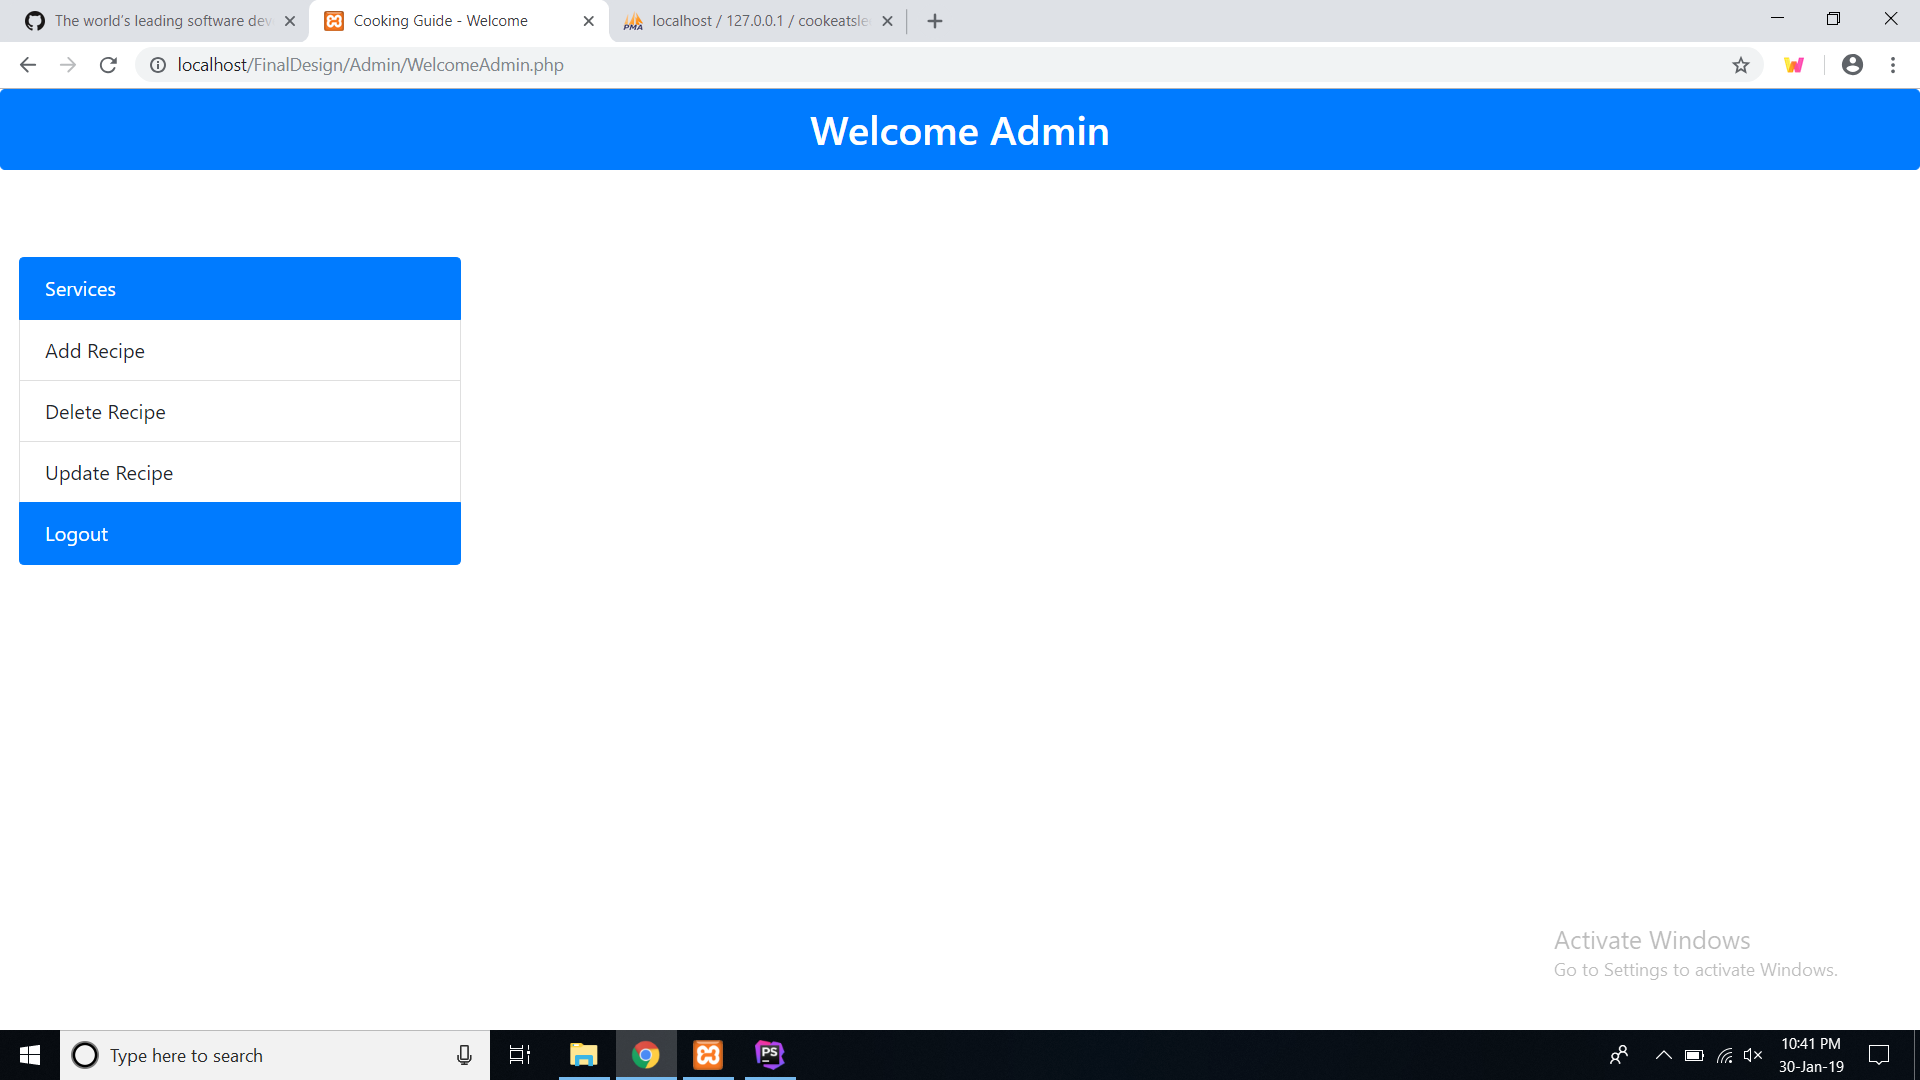 The world's leading software dev
Cooking Guide - Welcome
PMA
localhost / 127.0.0.1 / cookeatsle
localhost/FinalDesign/Admin/WelcomeAdmin.php
Welcome Admin
Services
Add Recipe
Delete Recipe
Update Recipe
Logout
Activate Windows
Go to Settings to activate Windows.
Type here to search
PS
10:41 PM
30-Jan-19